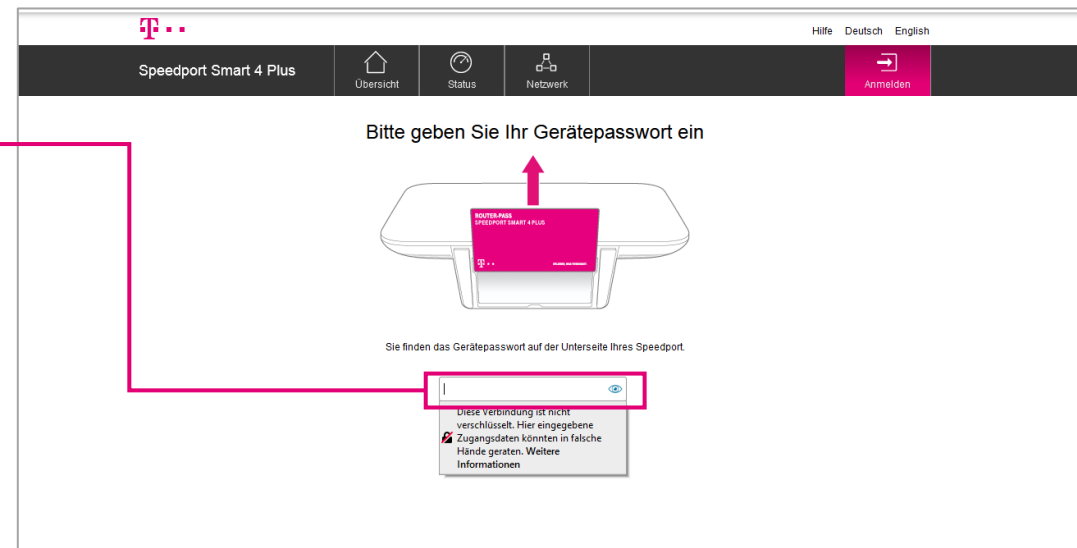 Hilfe Deutsch English
Speedport Smart 4 Plus
Übersicht Status Netzwerk
Anmelden
Bitte geben Sie Ihr Gerätepasswort ein
ROUTER-PASS
SPEEDPORT SMART 4 PLUS
Sie finden das Gerätepasswort auf der Unterseite Ihres Speedport.
Diese Verbindung ist nicht
verschlüsselt. Hier eingegebene
Zugangsdaten könnten in falsche
Hände geraten. Weitere
Informationen